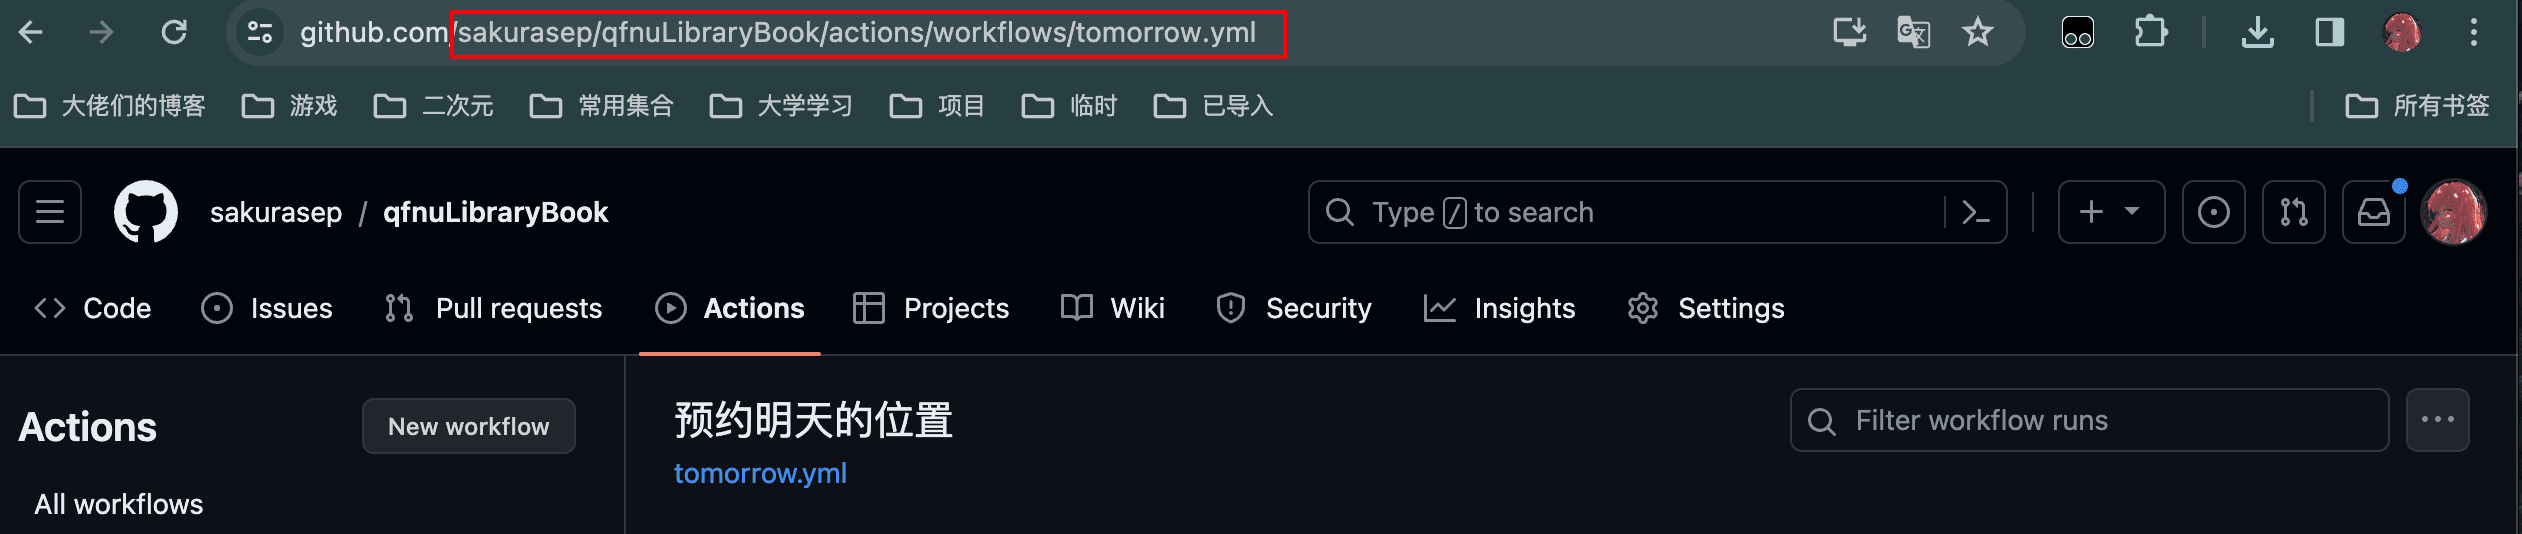 github.com/sakurasep/qfnuLibraryBook/actions/workflows/tomorrow.yml
大佬们的博客 游戏 二次元 常用集合 大学学习 项目 临时 已导入 所有书签
sakurasep / qfnuLibraryBook Type / to search
Code Issues Pull requests Actions Projects Wiki Security Insights Settings
Actions New workflow
All workflows
预约明天的位置 Filter workflow runs
tomorrow.yml